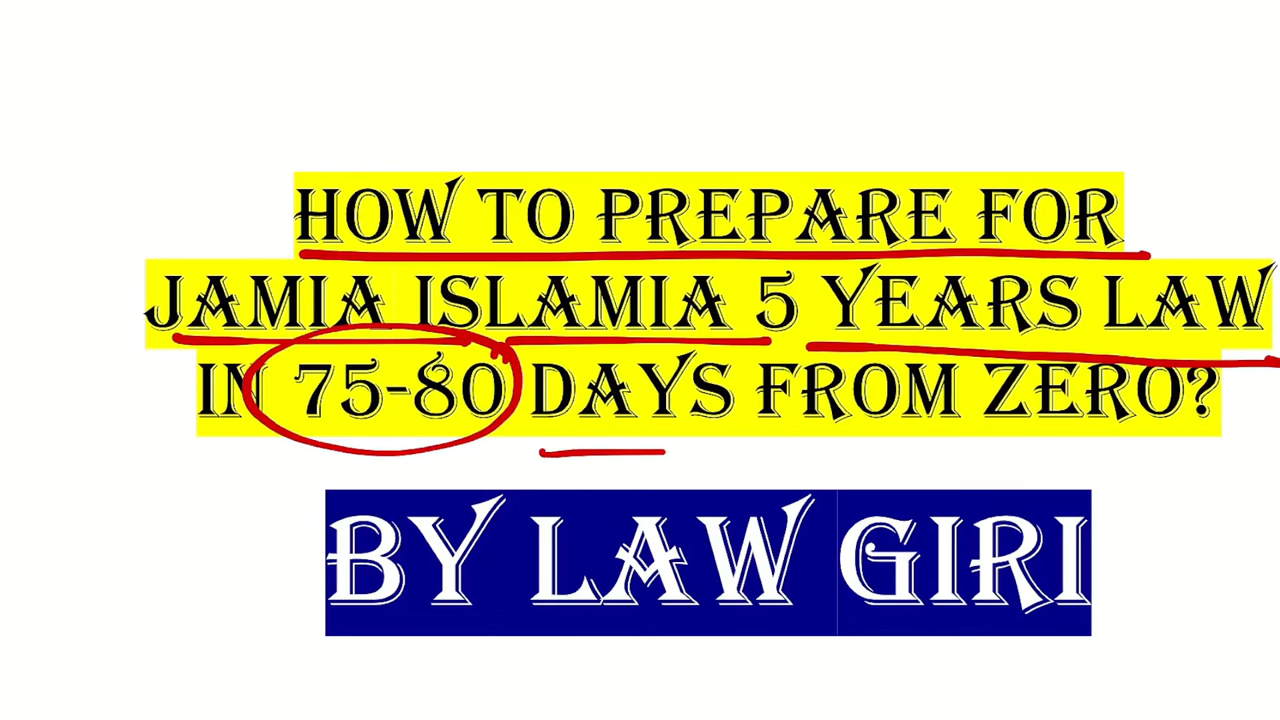 HOW TO PREPARE FOR
JAMIA ISLAMIA 5 YEARS LAW
IN 75-80 DAYS FROM ZERO?
BY LAW GIRI